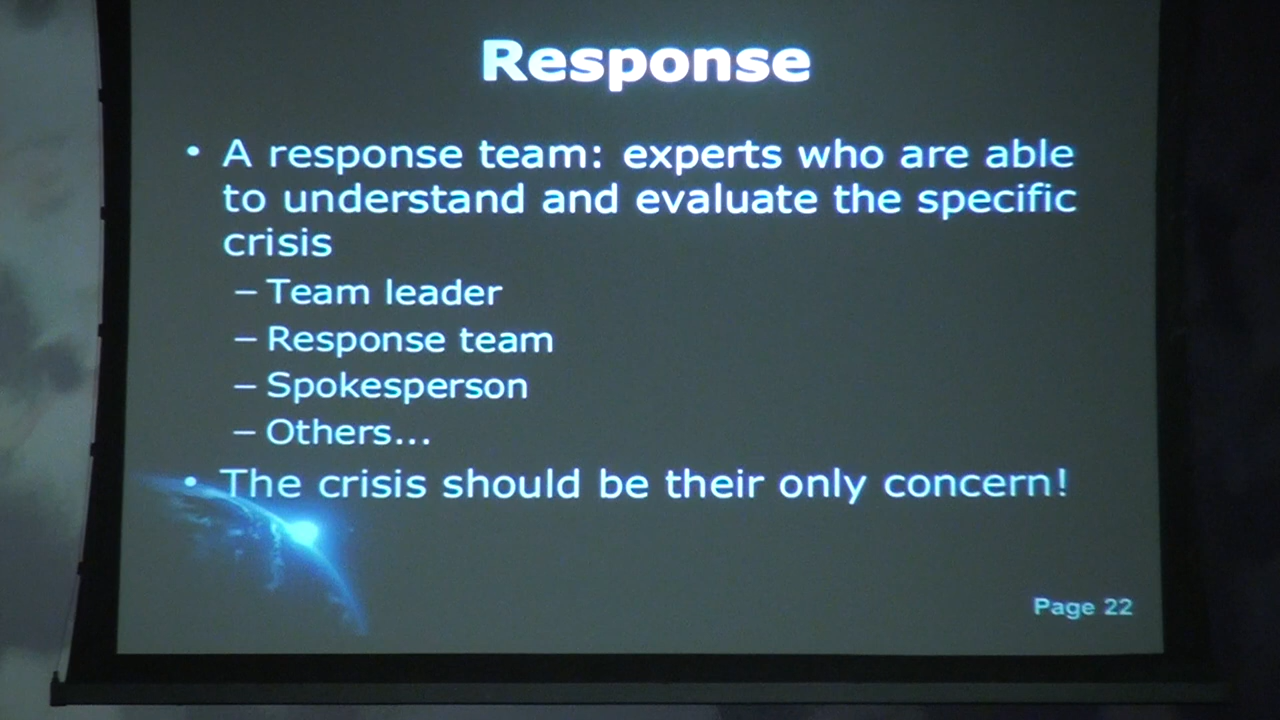 Response
• A response team: experts who are able
to understand and evaluate the specific
crisis
– Team leader
– Response team
– Spokesperson
– Others...
• The crisis should be their only concern!
Page 22